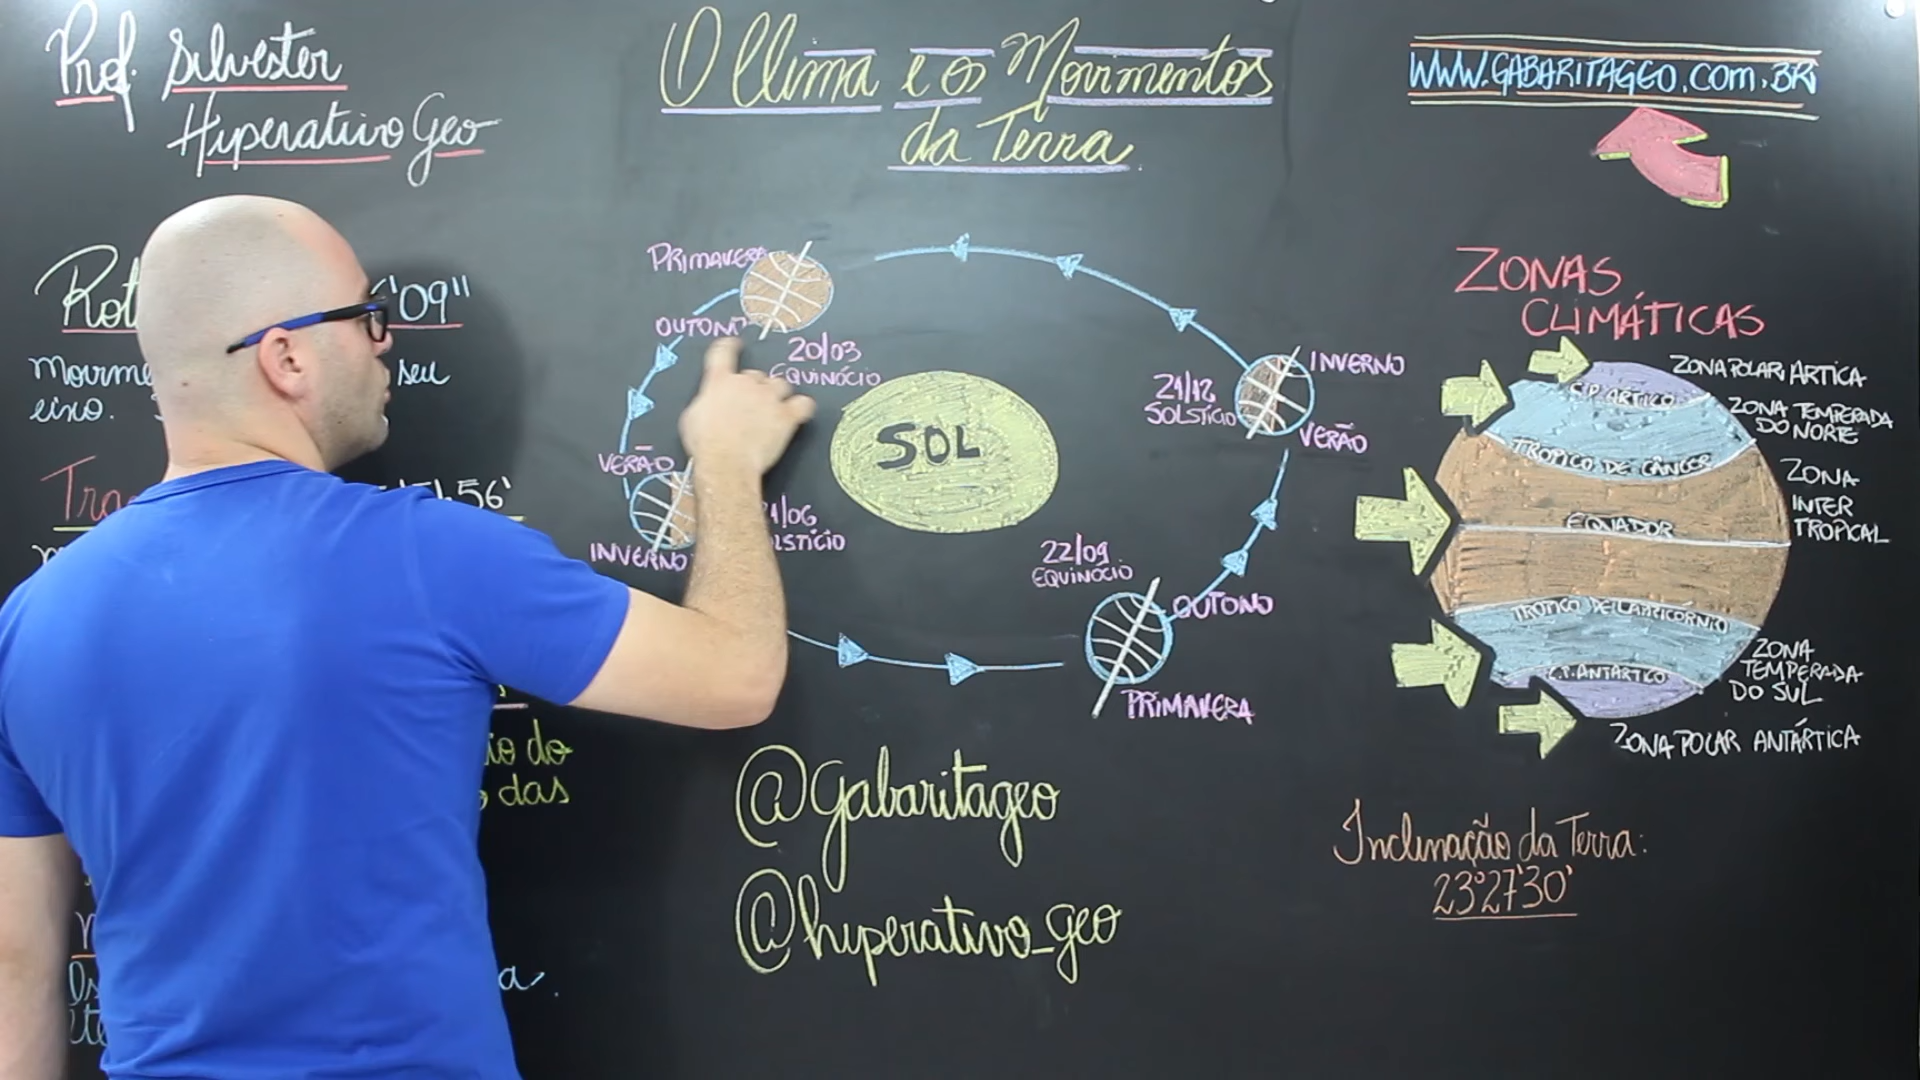 Prof. Silvester
Hiperativo Geo
O Clima e os Movimentos
da Terra
WWW.GABARITAGEO.COM.BR
'09"
seu
eixo.
56'
do
das
PRIMAVERA
OUTONO
20/03
EQUINÓCIO
VERÃO
INVERNO
/06
LSTÍCIO
SOL
21/12
SOLSTÍCIO
INVERNO
VERÃO
22/09
EQUINÓCIO
OUTONO
PRIMAVERA
@gabaritageo
@hiperativo_geo
ZONAS
CLIMÁTICAS
ZONA POLAR ÁRTICA
C.P. ÁRTICO
ZONA TEMPERADA
DO NORTE
TRÓPICO DE CÂNCER
ZONA
INTER
TROPICAL
EQUADOR
TRÓPICO DE CAPRICÓRNIO
ZONA
TEMPERADA
DO SUL
C.P. ANTÁRTICO
ZONA POLAR ANTÁRTICA
Inclinação da Terra:
23°27'30'